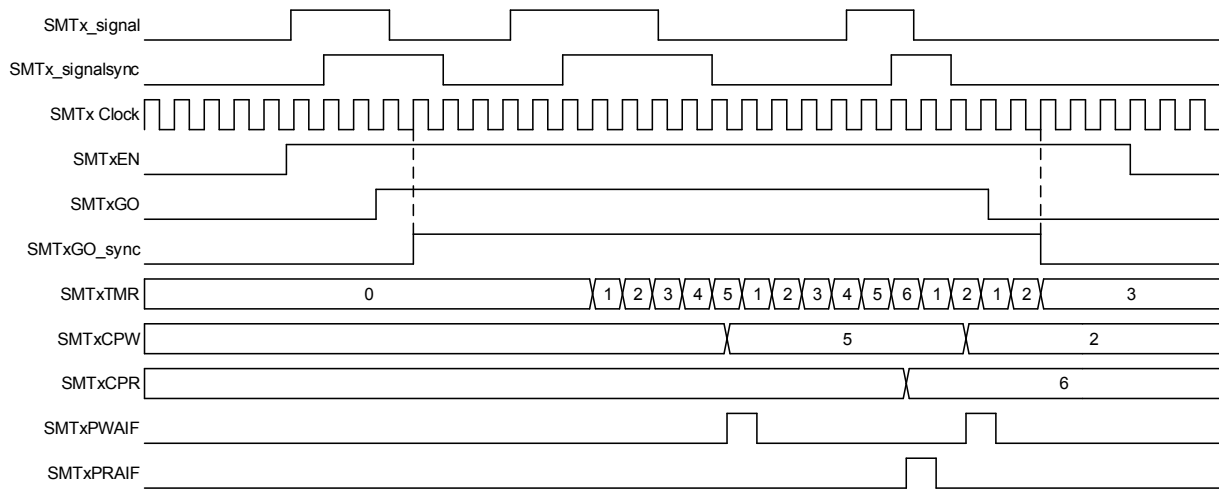 SMTx_signal
SMTx_signalsync
SMTx Clock
SMTxEN
SMTxGO
SMTxGO_sync
SMTxTMR 0 1 2 3 4 5 1 2 3 4 5 6 1 2 1 2 3
SMTxCPW 5 2
SMTxCPR 6
SMTxPWAIF
SMTxPRAIF